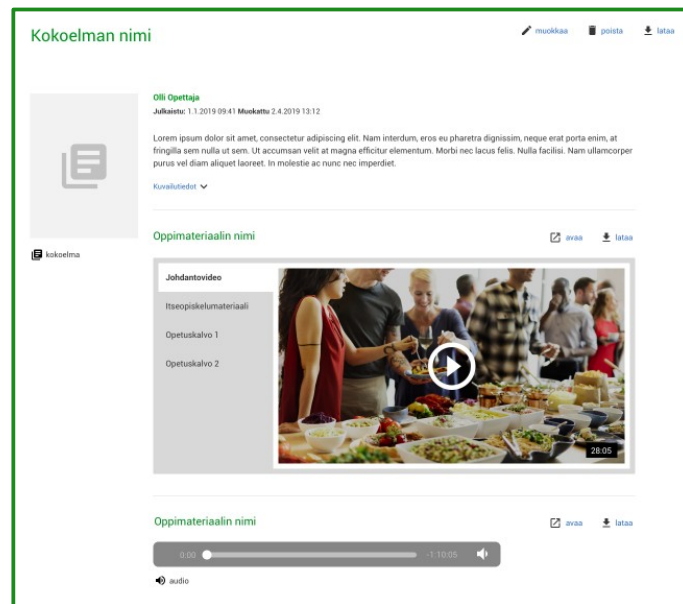 Kokoelman nimi
muokkaa poista lataa
Olli Opettaja
Julkaistu: 1.1.2019 09:41 Muokattu 2.4.2019 13:12
Lorem ipsum dolor sit amet, consectetur adipiscing elit. Nam interdum, eros eu pharetra dignissim, neque erat porta enim, at
fringilla sem nulla ut sem. Ut accumsan velit at magna efficitur elementum. Morbi nec lacus felis. Nulla facilisi. Nam ullamcorper
purus vel diam aliquet laoreet. In molestie ac nunc nec imperdiet.
Kuvailutiedot
kokoelma
Oppimateriaalin nimi
avaa lataa
Johdantovideo
Itseopiskelumateriaali
Opetuskalvo 1
Opetuskalvo 2
28:05
Oppimateriaalin nimi
avaa lataa
0:00 -1:10:05
audio